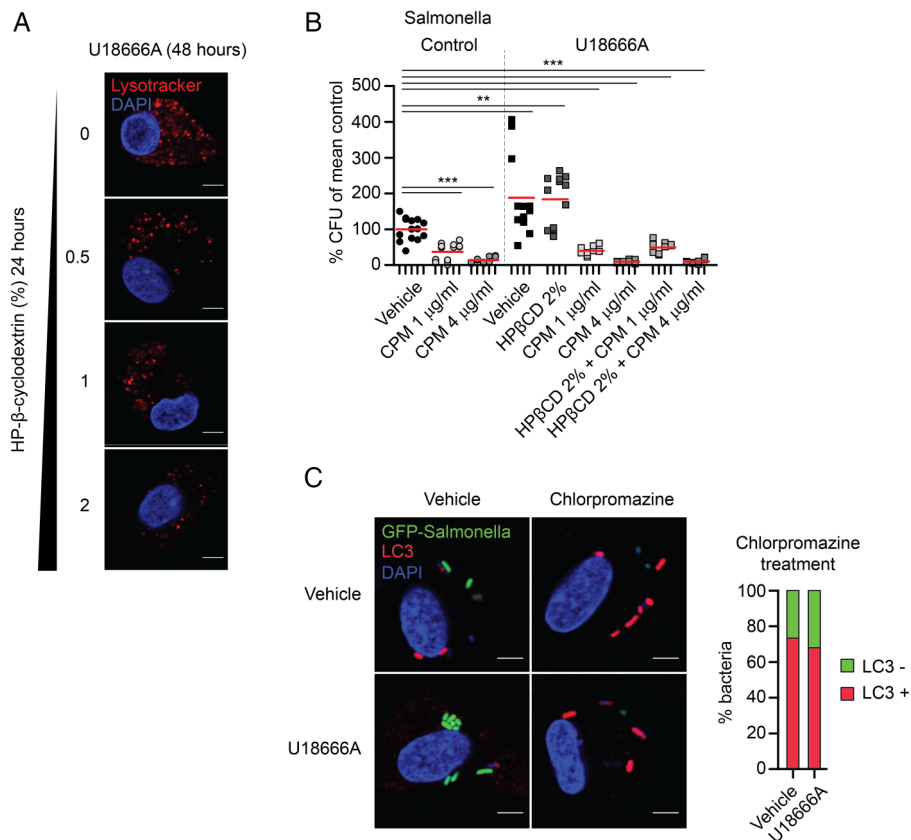 A
U18666A (48 hours)
Lysotracker
DAPI
0
0.5
1
2
HP-β-cyclodextrin (%) 24 hours
B
Salmonella
Control
U18666A
***
**
***
% CFU of mean control
500
400
300
200
100
0
Vehicle
CPM 1 µg/ml
CPM 4 µg/ml
Vehicle
HPβCD 2%
CPM 1 µg/ml
CPM 4 µg/ml
HPβCD 2% + CPM 1 µg/ml
HPβCD 2% + CPM 4 µg/ml
C
Vehicle
Chlorpromazine
GFP-Salmonella
LC3
DAPI
Vehicle
U18666A
Chlorpromazine
treatment
% bacteria
100
80
60
40
20
0
Vehicle
U18666A
LC3 -
LC3 +